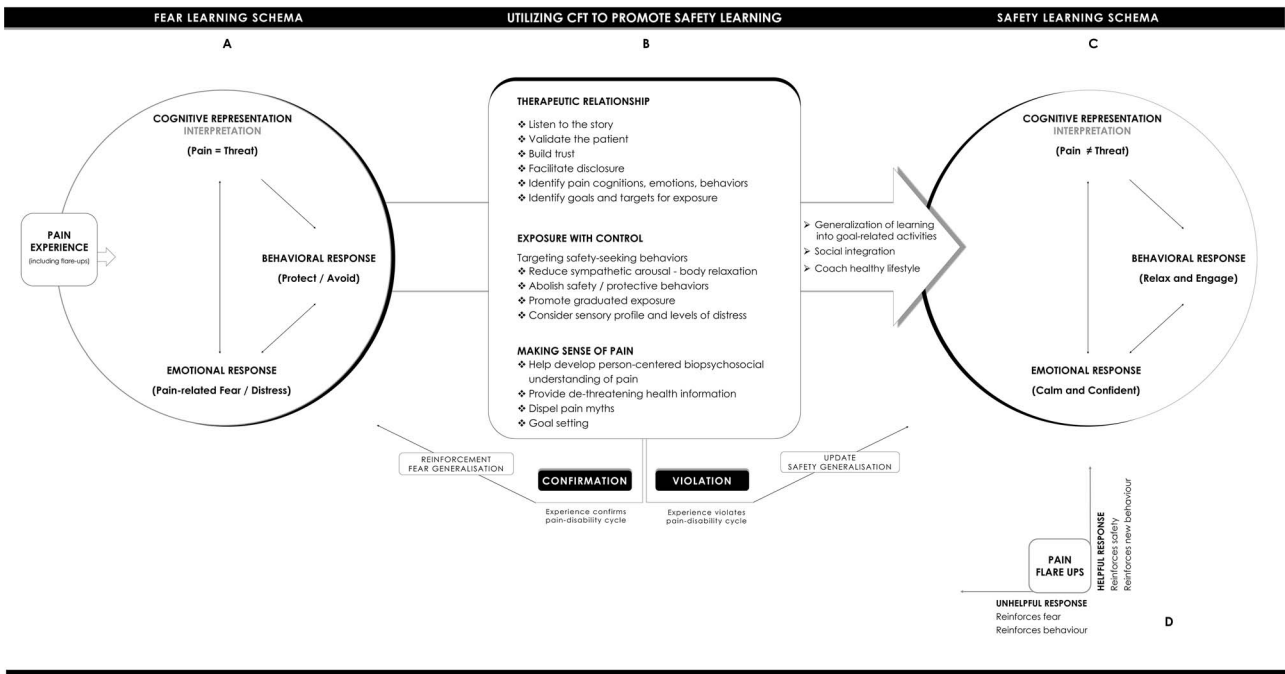 FEAR LEARNING SCHEMA
UTILIZING CFT TO PROMOTE SAFETY LEARNING
SAFETY LEARNING SCHEMA
A
B
C
COGNITIVE REPRESENTATION
INTERPRETATION
(Pain = Threat)
PAIN
EXPERIENCE
(including flare-ups)
BEHAVIORAL RESPONSE
(Protect / Avoid)
EMOTIONAL RESPONSE
(Pain-related Fear / Distress)
THERAPEUTIC RELATIONSHIP
❖ Listen to the story
❖ Validate the patient
❖ Build trust
❖ Facilitate disclosure
❖ Identify pain cognitions, emotions, behaviors
❖ Identify goals and targets for exposure
EXPOSURE WITH CONTROL
Targeting safety-seeking behaviors
❖ Reduce sympathetic arousal - body relaxation
❖ Abolish safety / protective behaviors
❖ Promote graduated exposure
❖ Consider sensory profile and levels of distress
MAKING SENSE OF PAIN
❖ Help develop person-centered biopsychosocial
understanding of pain
❖ Provide de-threatening health information
❖ Dispel pain myths
❖ Goal setting
➢ Generalization of learning
into goal-related activities
➢ Social integration
➢ Coach healthy lifestyle
COGNITIVE REPRESENTATION
INTERPRETATION
(Pain ≠ Threat)
BEHAVIORAL RESPONSE
(Relax and Engage)
EMOTIONAL RESPONSE
(Calm and Confident)
REINFORCEMENT
FEAR GENERALISATION
CONFIRMATION
Experience confirms
pain-disability cycle
VIOLATION
Experience violates
pain-disability cycle
UPDATE
SAFETY GENERALISATION
PAIN
FLARE UPS
HELPFUL RESPONSE
Reinforces safety
Reinforces new behaviour
UNHELPFUL RESPONSE
Reinforces fear
Reinforces behaviour
D